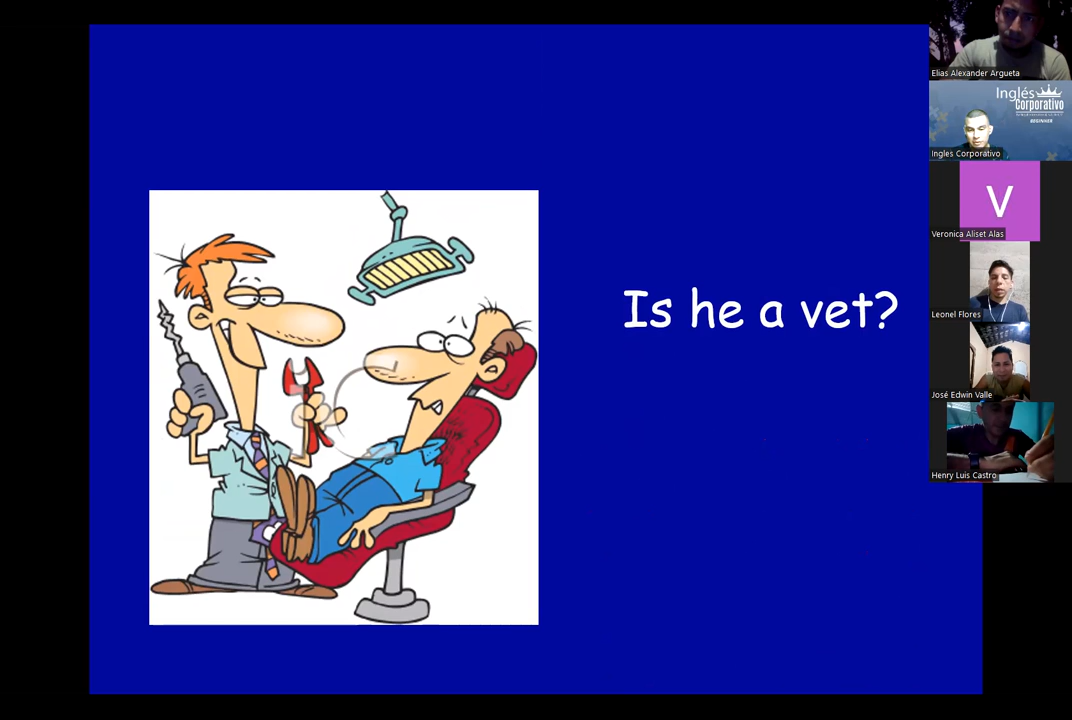 Is he a vet?
Elias Alexander Argueta
Inglés
Corporativo
BEGINNER
Ingles Corporativo
V
Veronica Aliset Alas
Leonel Flores
José Edwin Valle
Henry Luis Castro